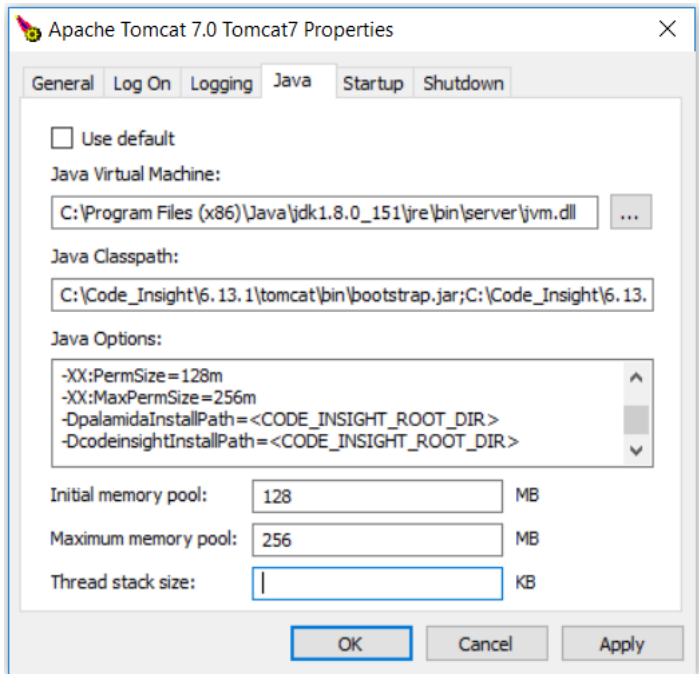 Apache Tomcat 7.0 Tomcat7 Properties
General Log On Logging Java Startup Shutdown
Use default
Java Virtual Machine:
C:\Program Files (x86)\Java\jdk1.8.0_151\jre\bin\server\jvm.dll ...
Java Classpath:
C:\Code_Insight\6.13.1\tomcat\bin\bootstrap.jar;C:\Code_Insight\6.13.
Java Options:
-XX:PermSize=128m
-XX:MaxPermSize=256m
-DpalamidaInstallPath=<CODE_INSIGHT_ROOT_DIR>
-DcodeinsightInstallPath=<CODE_INSIGHT_ROOT_DIR>
Initial memory pool: 128 MB
Maximum memory pool: 256 MB
Thread stack size: KB
OK Cancel Apply